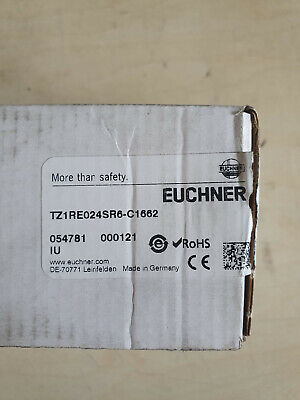 More than safety.
EUCHNER
EUCHNER
TZ1RE024SR6-C1662
054781 000121
IU
RoHS
www.euchner.com
DE-70771 Leinfelden Made in Germany
CE